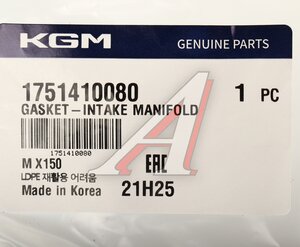 KGM
GENUINE PARTS
1751410080
1 PC
GASKET-INTAKE MANIFOLD
1751410080
M X150
EAC
LDPE 재활용 어려움
Made in Korea
21H25